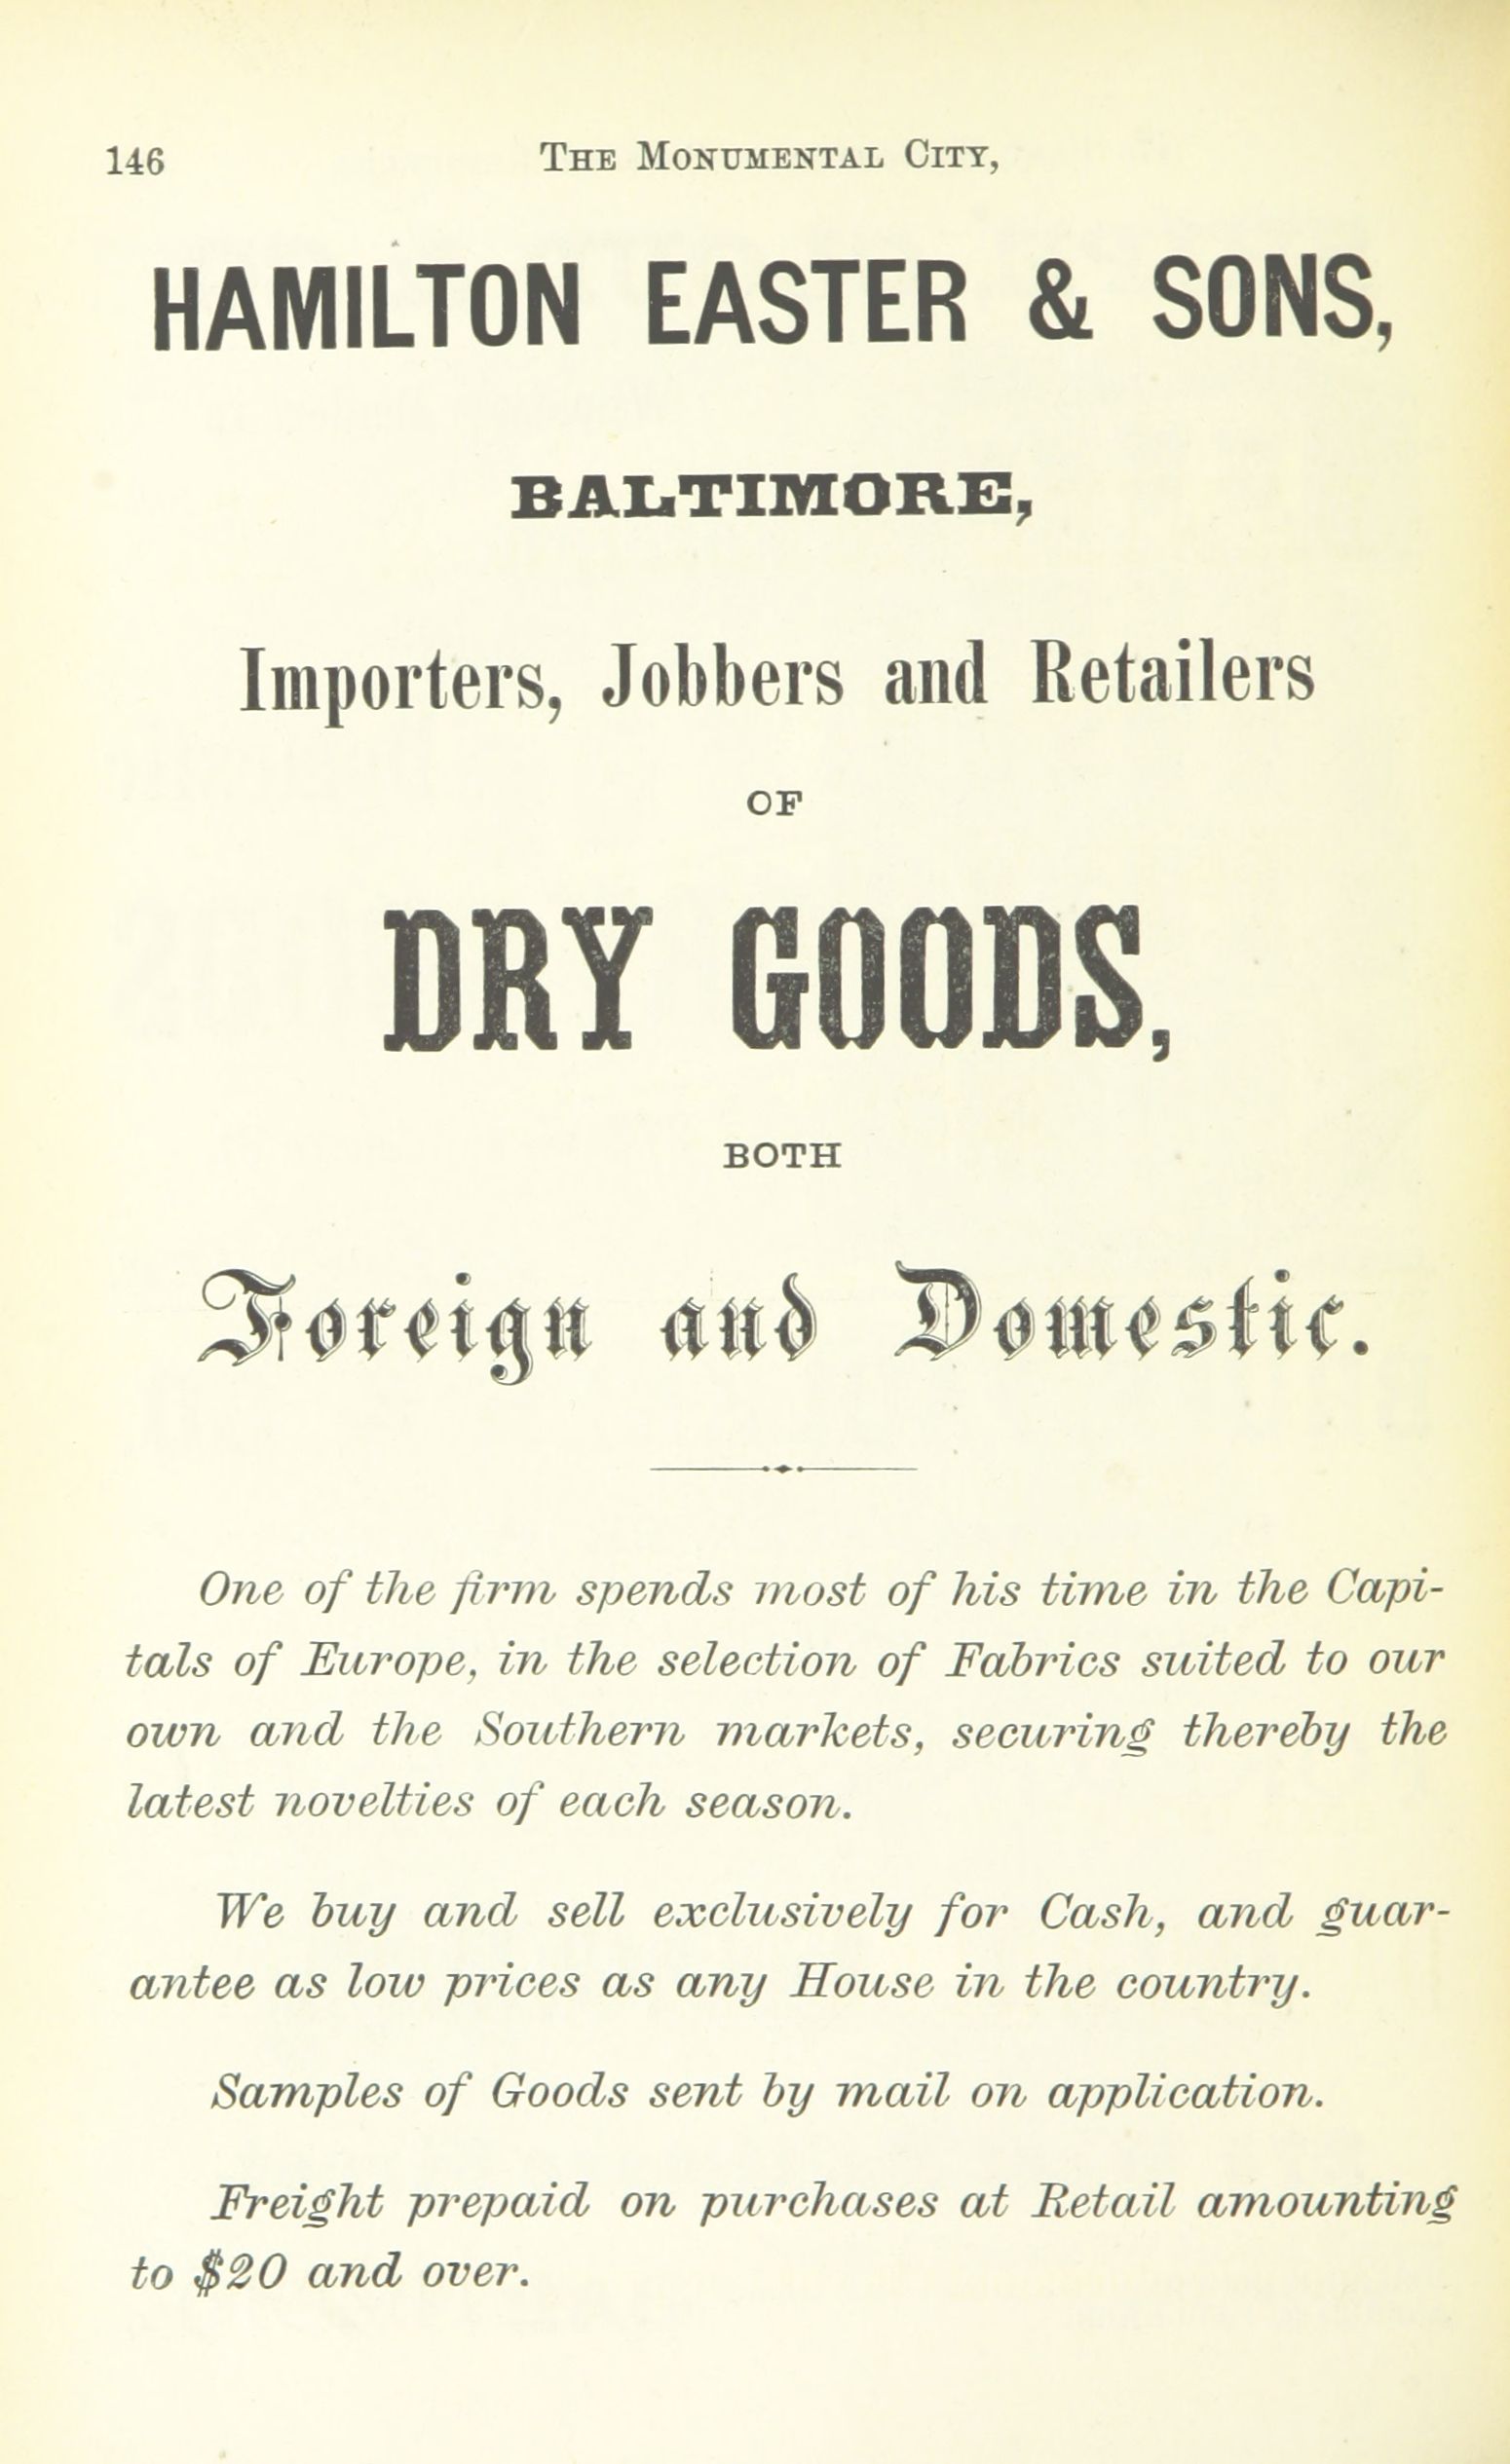 146
THE MONUMENTAL CITY,
HAMILTON EASTER & SONS,
BALTIMORE,
Importers, Jobbers and Retailers
OF
DRY GOODS,
BOTH
Foreign and Domestic.
One of the firm spends most of his time in the Capi-
tals of Europe, in the selection of Fabrics suited to our
own and the Southern markets, securing thereby the
latest novelties of each season.
We buy and sell exclusively for Cash, and guar-
antee as low prices as any House in the country.
Samples of Goods sent by mail on application.
Freight prepaid on purchases at Retail amounting
to $20 and over.